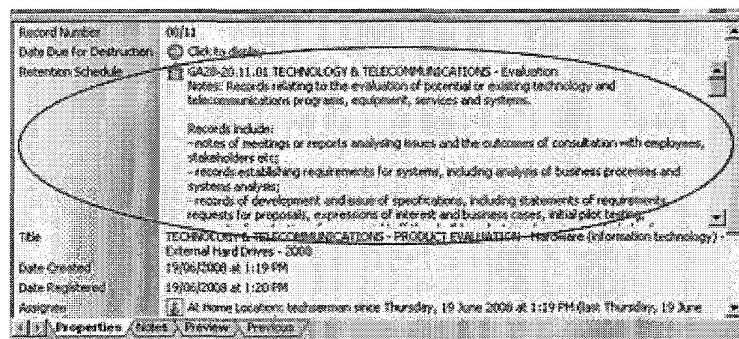 Record Number 00/11
Date Due for Destruction Click to display
Retention Schedule GA28-20.11.01 TECHNOLOGY & TELECOMMUNICATIONS - Evaluation
Notes: Records relating to the evaluation of potential or existing technology and
telecommunications programs, equipment, services and systems.
Records include:
- notes of meetings or reports analysing issues and the outcomes of consultation with employees,
stakeholders etc;
- records establishing requirements for systems, including analysis of business processes and
systems analysis;
- records of development and issue of specifications, including statements of requirements,
requests for proposals, expressions of interest and business cases, initial pilot testing;
Title TECHNOLOGY & TELECOMMUNICATIONS - PRODUCT EVALUATION - Hardware (information technology) -
External Hard Drives - 2008
Date Created 19/06/2008 at 1:19 PM
Date Registered 19/06/2008 at 1:20 PM
Assignee At Home Location: since Thursday, 19 June 2008 at 1:19 PM (last Thursday, 19 June
Properties Notes Preview Previous